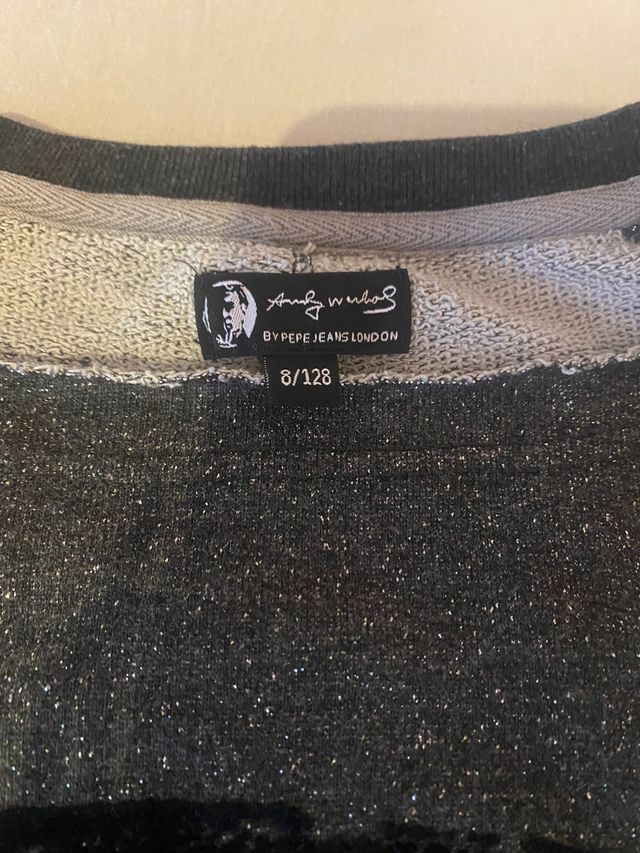 Andy Warhol
BY PEPE JEANS LONDON
8/128